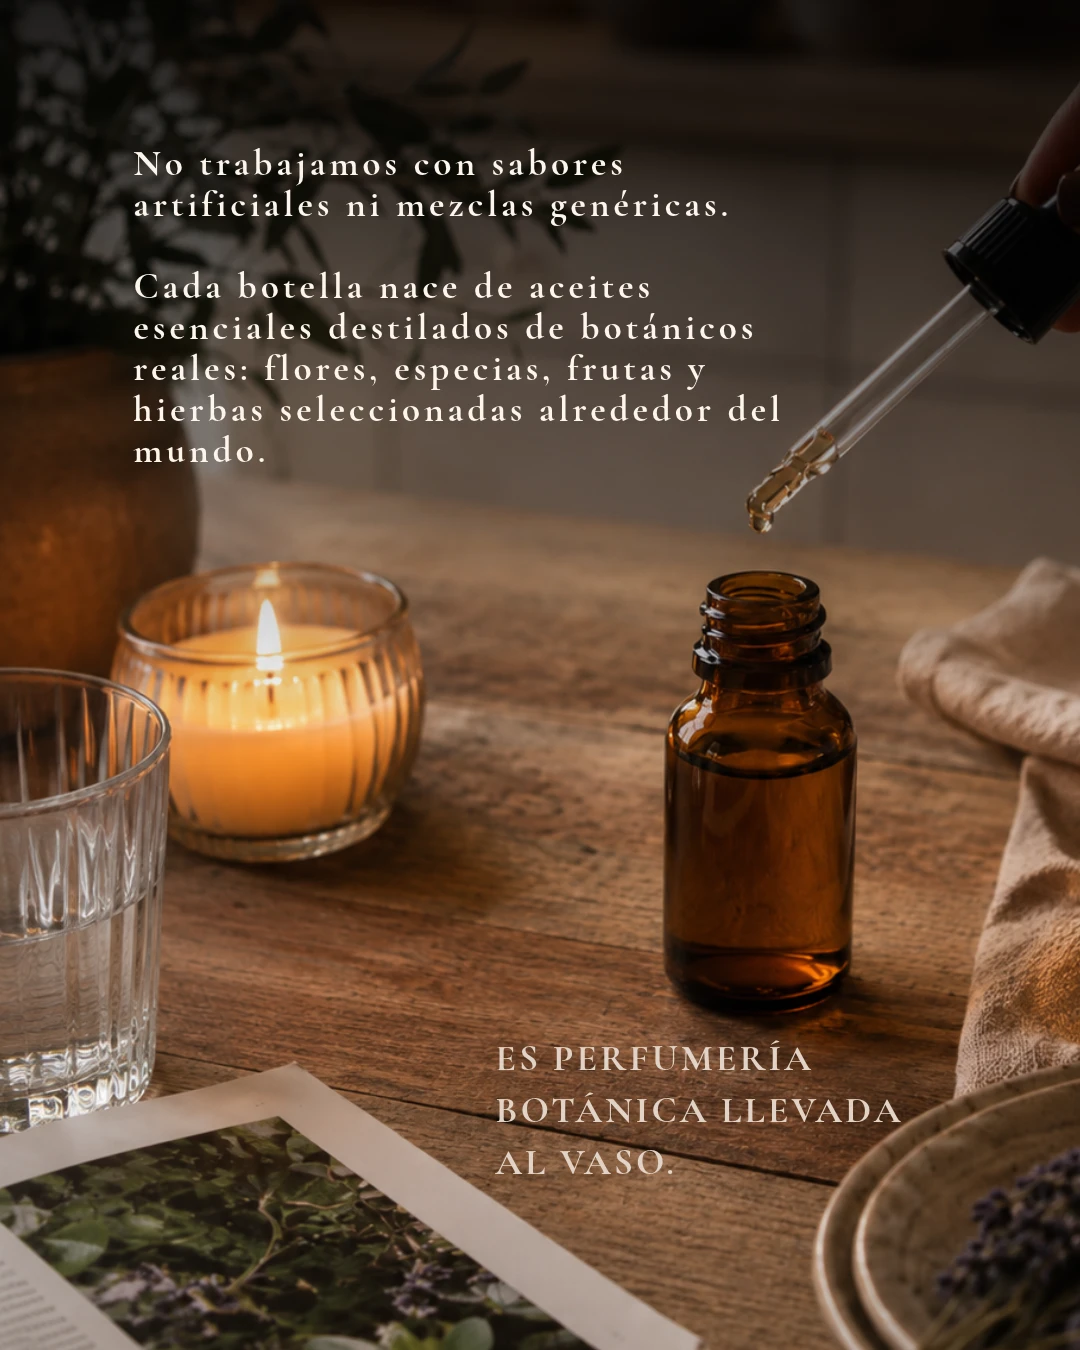 No trabajamos con sabores
artificiales ni mezclas genéricas.
Cada botella nace de aceites
esenciales destilados de botánicos
reales: flores, especias, frutas y
hierbas seleccionadas alrededor del
mundo.
ES PERFUMERÍA
BOTÁNICA LLEVADA
AL VASO.